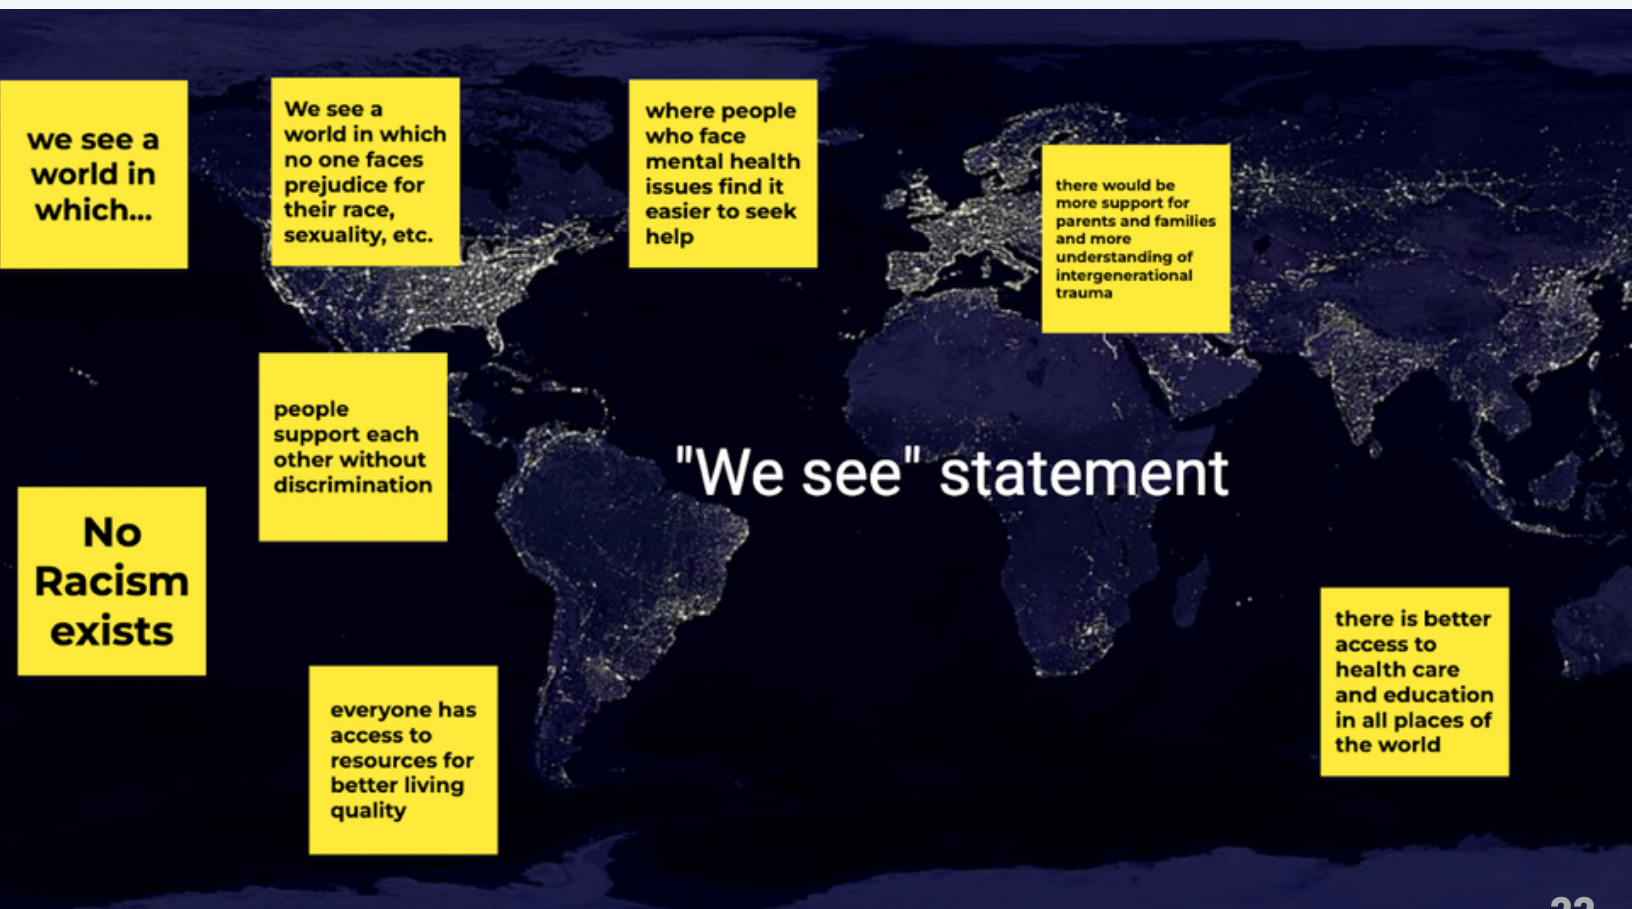 we see a
world in
which...
We see a
world in which
no one faces
prejudice for
their race,
sexuality, etc.
where people
who face
mental health
issues find it
easier to seek
help
there would be
more support for
parents and families
and more
understanding of
intergenerational
trauma
people
support each
other without
discrimination
"We see" statement
No
Racism
exists
everyone has
access to
resources for
better living
quality
there is better
access to
health care
and education
in all places of
the world